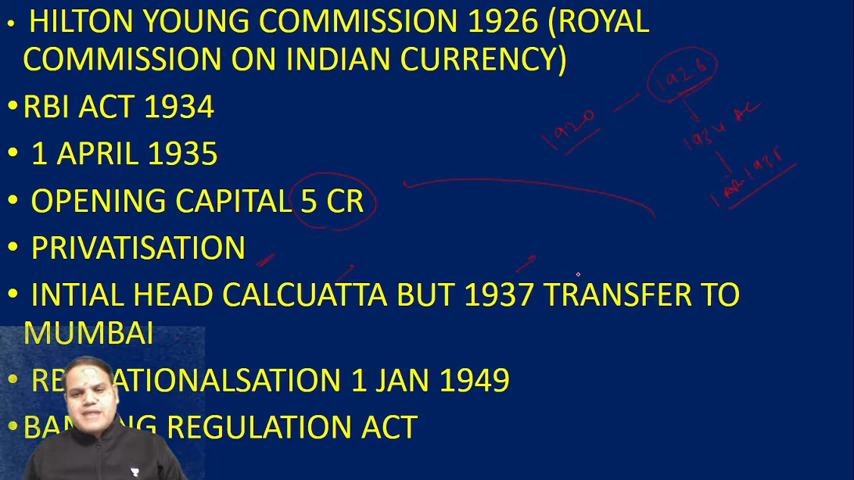 • HILTON YOUNG COMMISSION 1926 (ROYAL
COMMISSION ON INDIAN CURRENCY)
• RBI ACT 1934
• 1 APRIL 1935
• OPENING CAPITAL 5 CR
• PRIVATISATION
• INTIAL HEAD CALCUATTA BUT 1937 TRANSFER TO
MUMBAI
• 1 JAN 1949
• REGULATION ACT
1926
1920
1934 AC
1 1935